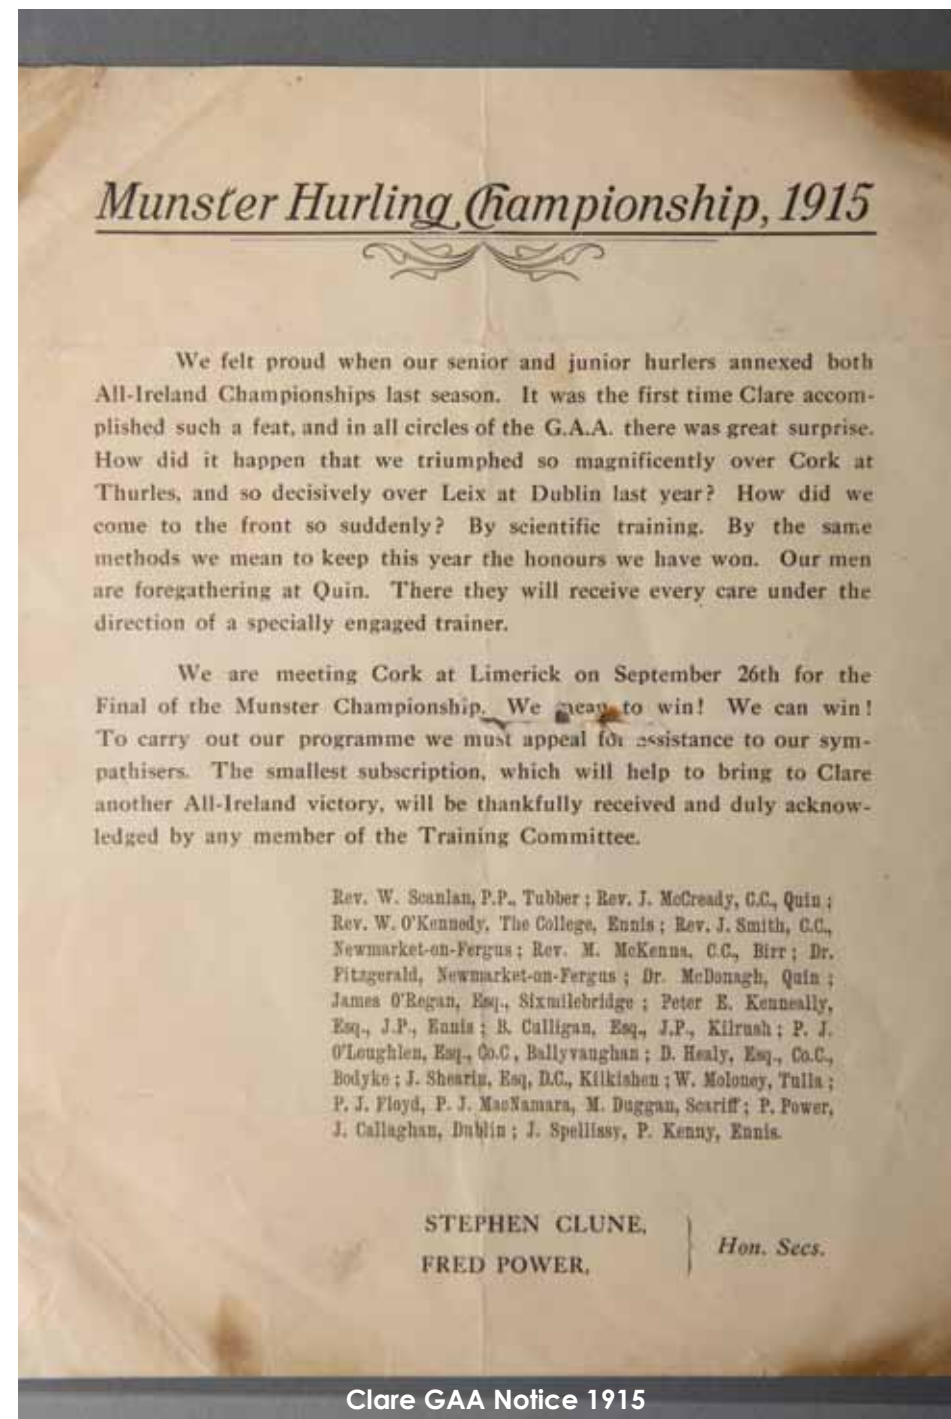 Munster Hurling Championship, 1915
We felt proud when our senior and junior hurlers annexed both
All-Ireland Championships last season. It was the first time Clare accom-
plished such a feat, and in all circles of the G.A.A. there was great surprise.
How did it happen that we triumphed so magnificently over Cork at
Thurles, and so decisively over Leix at Dublin last year? How did we
come to the front so suddenly? By scientific training. By the same
methods we mean to keep this year the honours we have won. Our men
are foregathering at Quin. There they will receive every care under the
direction of a specially engaged trainer.
We are meeting Cork at Limerick on September 26th for the
Final of the Munster Championship. We mean to win! We can win!
To carry out our programme we must appeal for assistance to our sym-
pathisers. The smallest subscription, which will help to bring to Clare
another All-Ireland victory, will be thankfully received and duly acknow-
ledged by any member of the Training Committee.
Rev. W. Scanlan, P.P., Tubber; Rev. J. McCready, C.C., Quin;
Rev. W. O'Kennedy, The College, Ennis; Rev. J. Smith, C.C.,
Newmarket-on-Fergus; Rev. M. McKenna, C.C., Birr; Dr.
Fitzgerald, Newmarket-on-Fergus; Dr. McDonagh, Quin;
James O'Regan, Esq., Sixmilebridge; Peter E. Kenneally,
Esq., J.P., Ennis; B. Culligan, Esq., J.P., Kilrush; P. J.
O'Loughlen, Esq., Co.C, Ballyvaughan; D. Healy, Esq., Co.C.,
Bodyke; J. Shearin, Esq, D.C., Kilkishen; W. Moloney, Tulla;
P. J. Floyd, P. J. MacNamara, M. Duggan, Scariff; P. Power,
J. Callaghan, Dublin; J. Spellissy, P. Kenny, Ennis.
STEPHEN CLUNE,
FRED POWER,
Hon. Secs.
Clare GAA Notice 1915